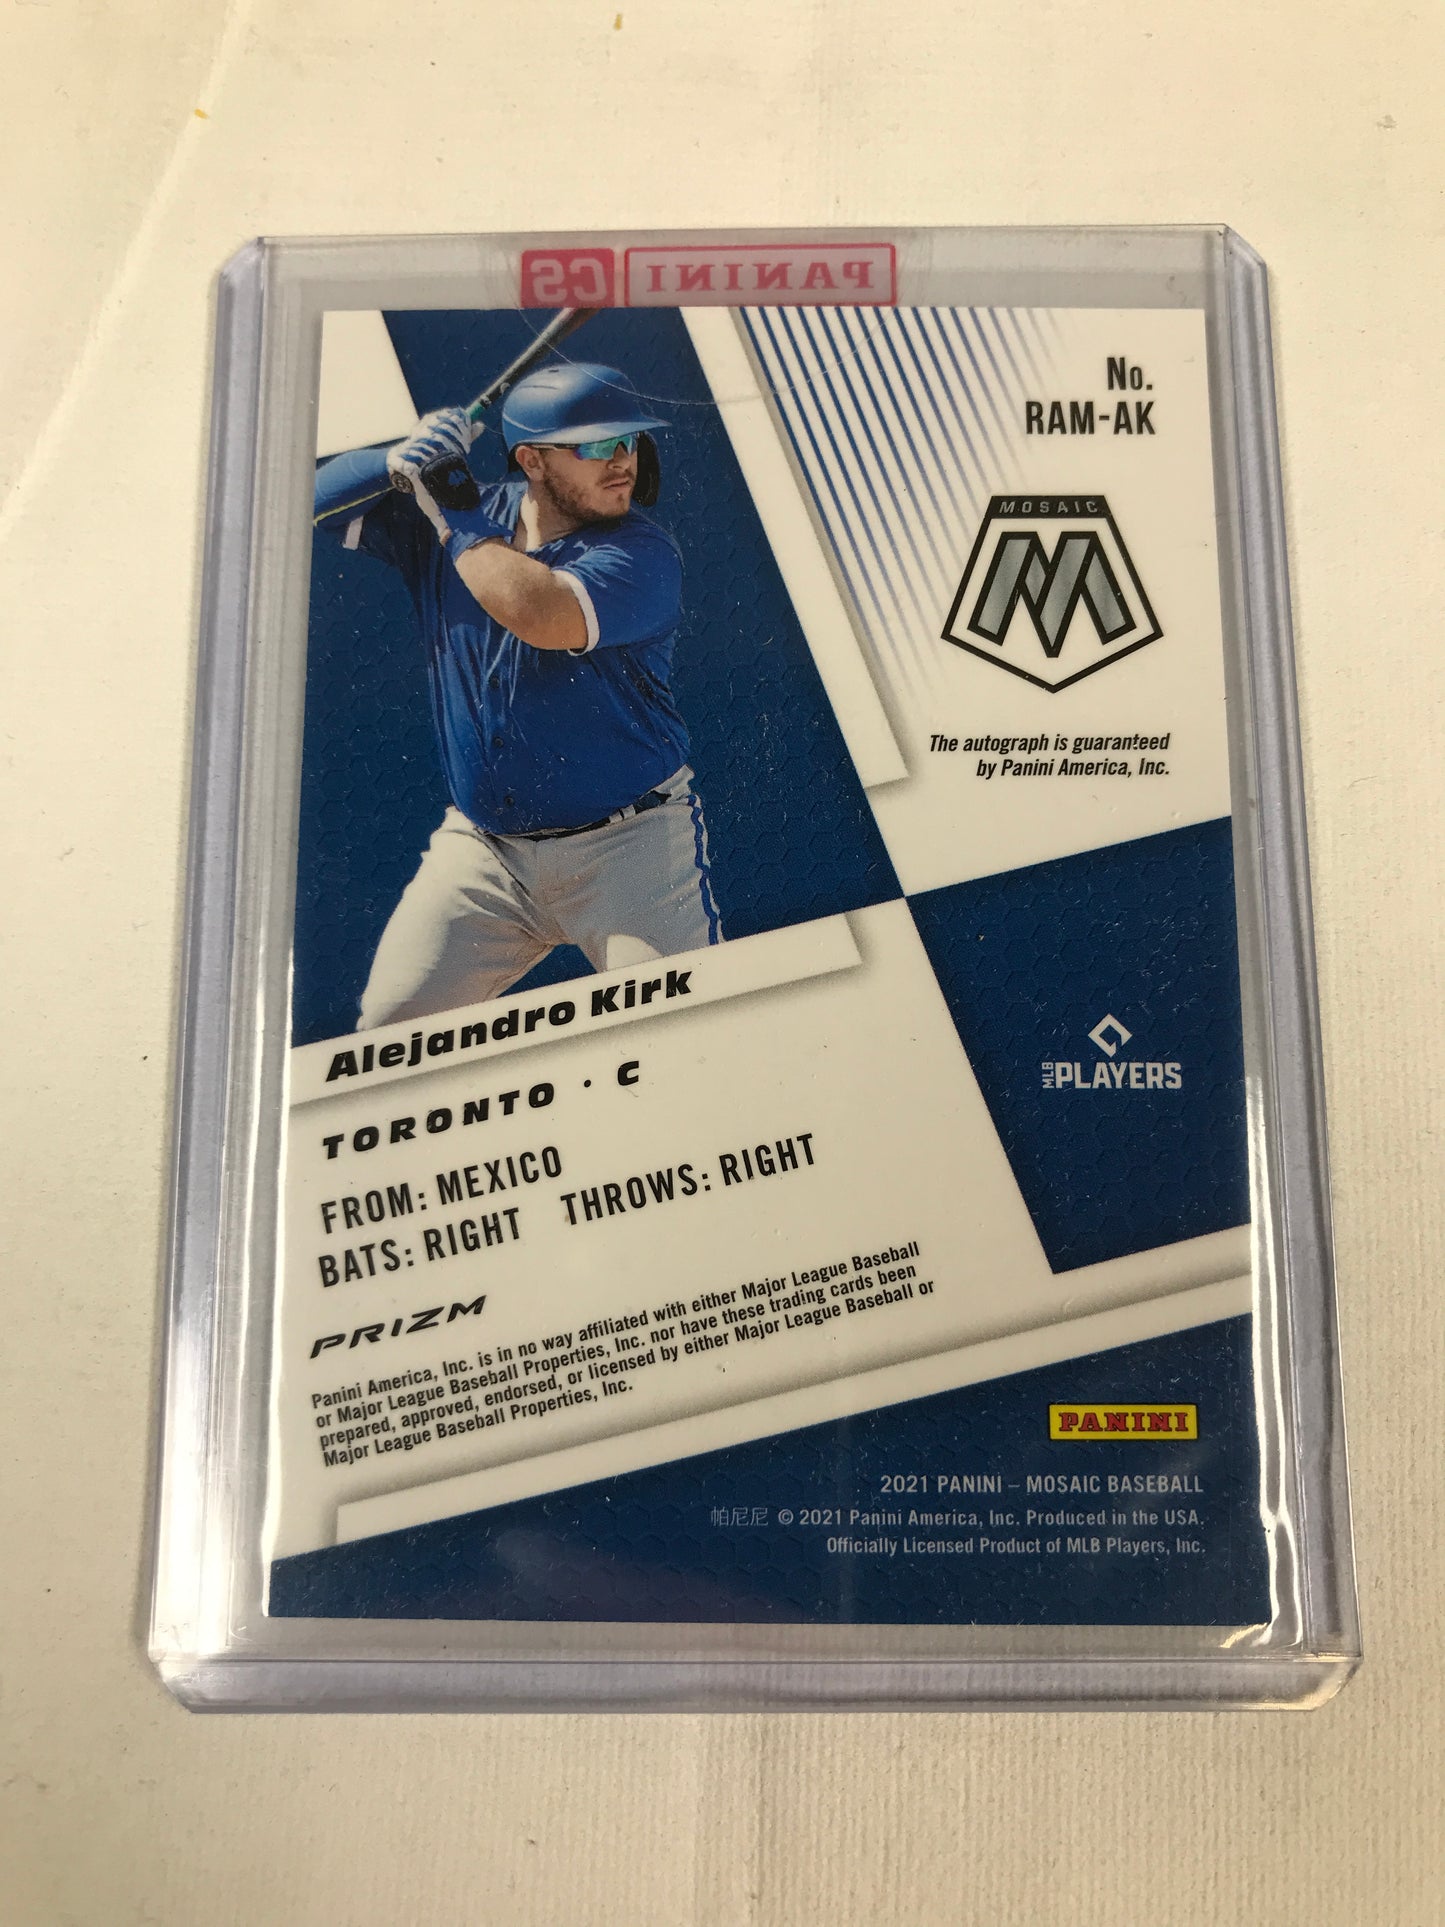 PANINI CS
No.
RAM-AK
MOSAIC
The autograph is guaranteed
by Panini America, Inc.
Alejandro Kirk
TORONTO · C
FROM: MEXICO
BATS: RIGHT THROWS: RIGHT
PRIZM
Panini America, Inc. is in no way affiliated with either Major League Baseball
or Major League Baseball Properties, Inc. nor have these trading cards been
prepared, approved, endorsed, or licensed by either Major League Baseball or
Major League Baseball Properties, Inc.
MLB PLAYERS
PANINI
2021 PANINI – MOSAIC BASEBALL
帕尼尼 © 2021 Panini America, Inc. Produced in the USA.
Officially Licensed Product of MLB Players, Inc.